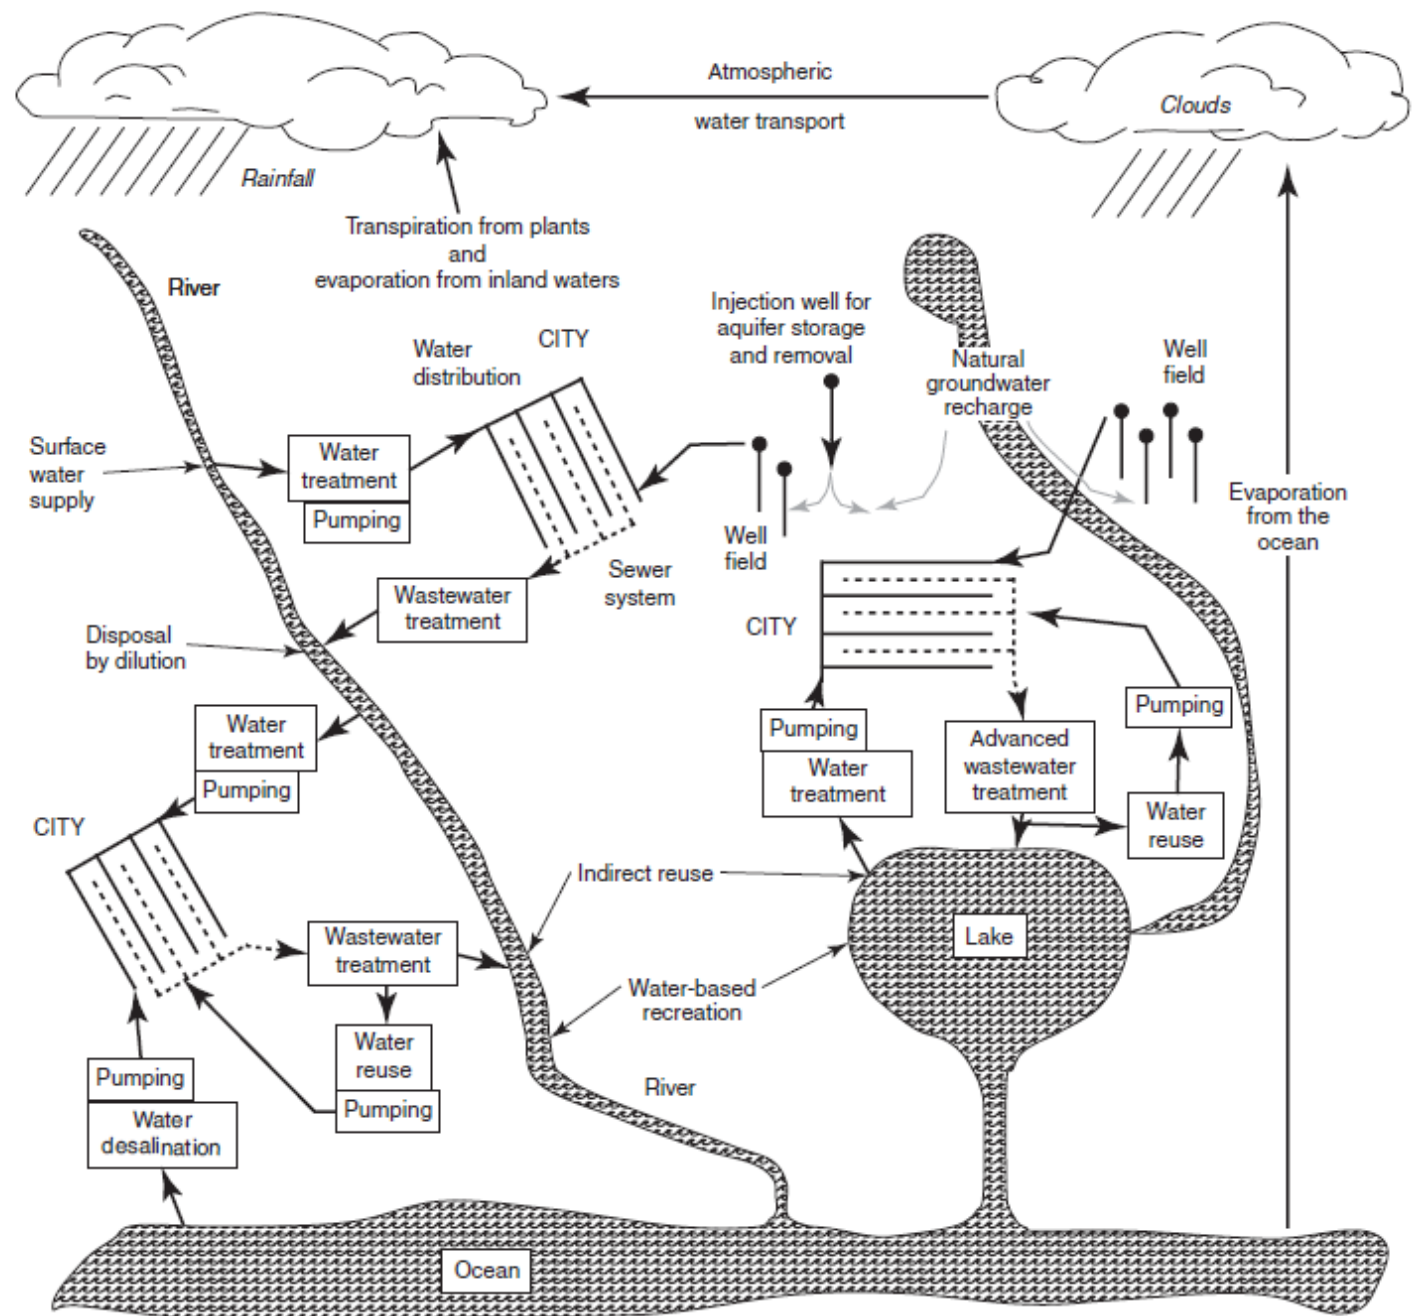 Atmospheric
water transport
Clouds
Rainfall
Transpiration from plants
and
evaporation from inland waters
River
Injection well for
aquifer storage
and removal
Natural
groundwater
recharge
Well
field
CITY
Water
distribution
Surface
water
supply
Water
treatment
Pumping
Well
field
Evaporation
from the
ocean
Sewer
system
Wastewater
treatment
CITY
Disposal
by dilution
Water
treatment
Pumping
Pumping
Water
treatment
Advanced
wastewater
treatment
Pumping
Water
reuse
CITY
Indirect reuse
Wastewater
treatment
Lake
Water-based
recreation
Water
reuse
Pumping
Pumping
Water
desalination
River
Ocean